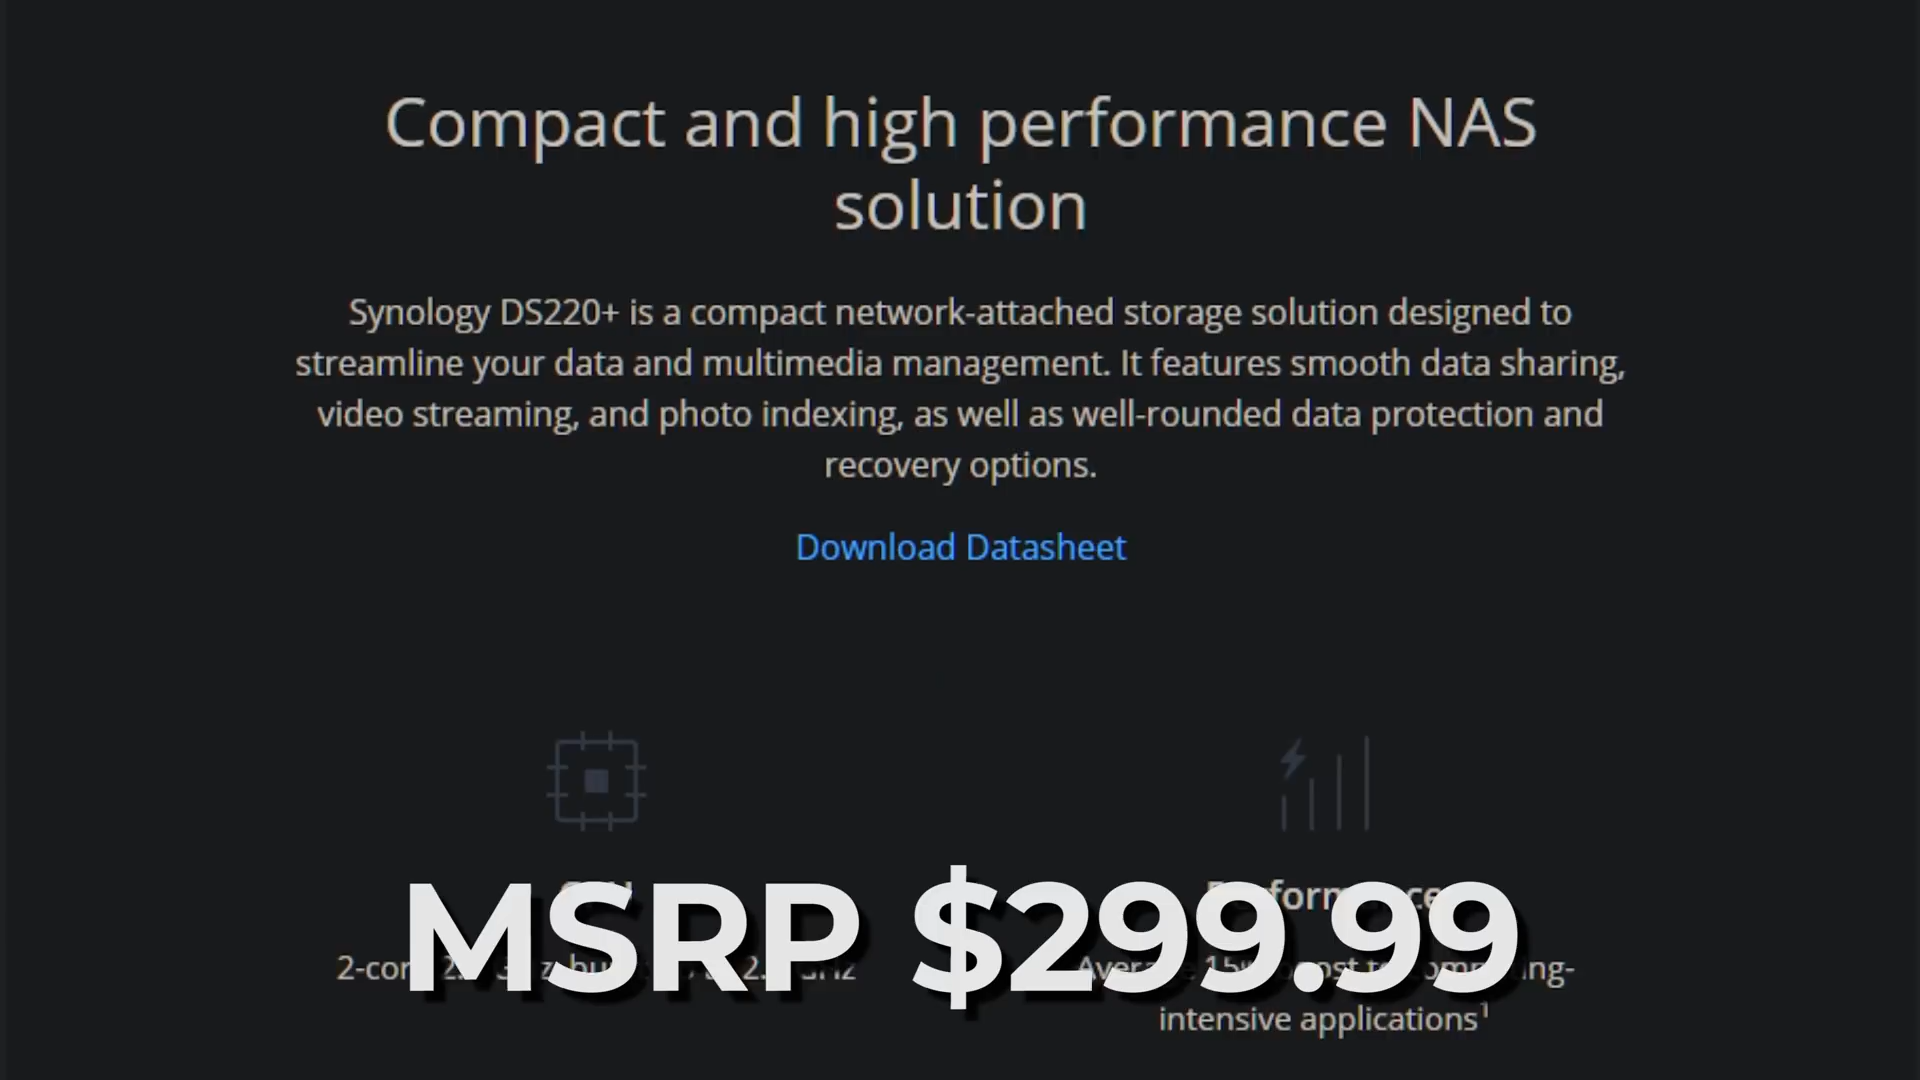 Compact and high performance NAS
solution
Synology DS220+ is a compact network-attached storage solution designed to
streamline your data and multimedia management. It features smooth data sharing,
video streaming, and photo indexing, as well as well-rounded data protection and
recovery options.
Download Datasheet
Performance
MSRP $299.99
intensive applications¹